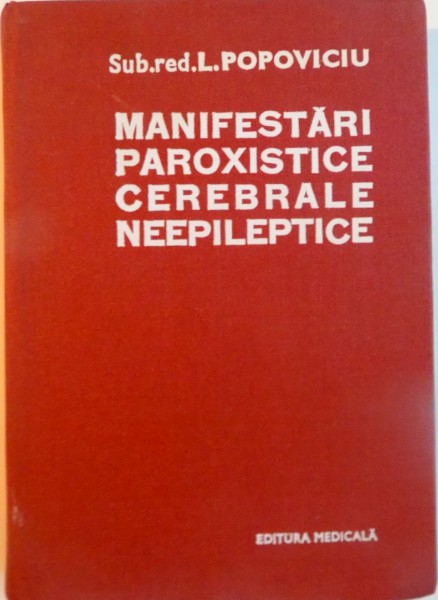 Sub.red.L.POPOVICIU
MANIFESTĂRI
PAROXISTICE
CEREBRALE
NEEPILEPTICE
EDITURA MEDICALĂ